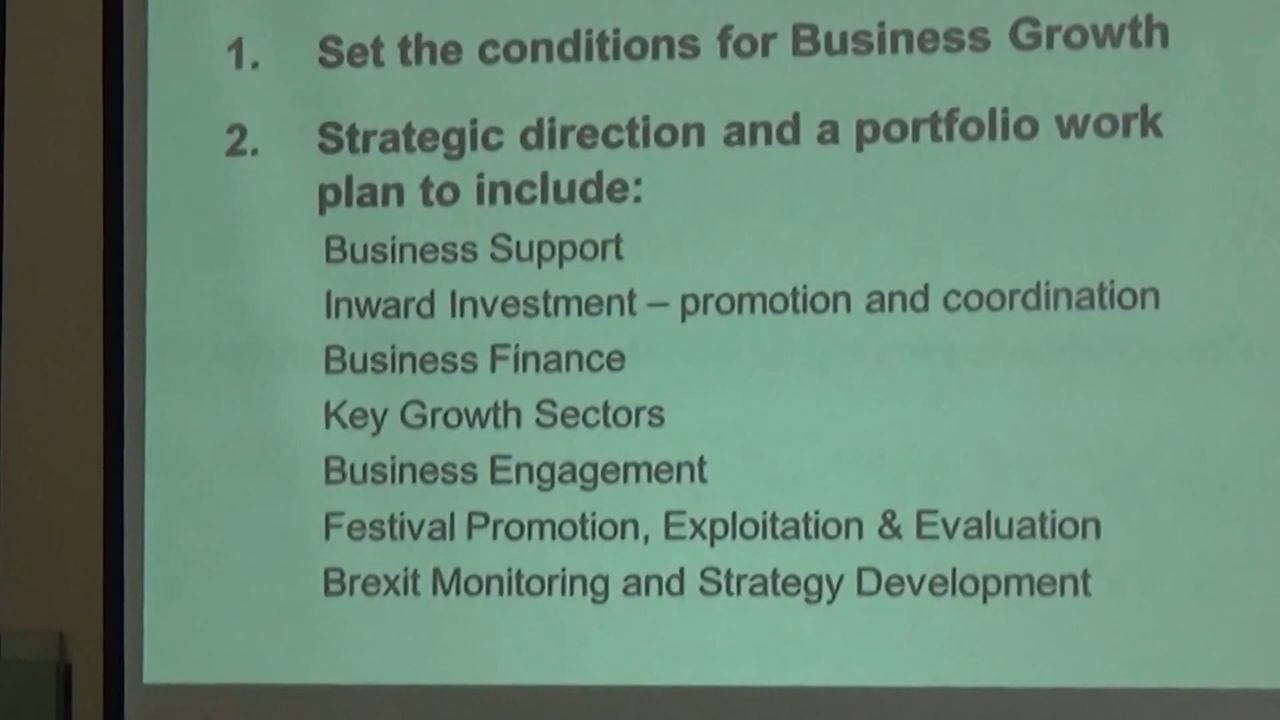 1. Set the conditions for Business Growth
2. Strategic direction and a portfolio work
plan to include:
Business Support
Inward Investment – promotion and coordination
Business Finance
Key Growth Sectors
Business Engagement
Festival Promotion, Exploitation & Evaluation
Brexit Monitoring and Strategy Development